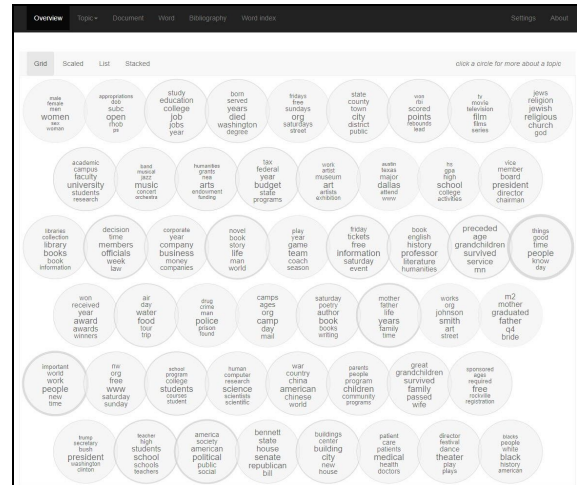 Overview Topic Document Word Bibliography Word index Settings About
Grid Scaled List Stacked click a circle for more about a topic
male
female
men
women
sex
woman
appropriations
dob
subc
open
rhob
ps
study
education
college
job
jobs
year
born
served
years
died
washington
degree
fridays
free
sundays
org
saturdays
street
state
county
town
city
district
public
won
rbi
scored
points
rebounds
lead
tv
movie
television
film
films
series
jews
religion
jewish
religious
church
god
academic
campus
faculty
university
students
research
band
musical
jazz
music
concert
orchestra
humanities
grants
nea
arts
endowment
funding
tax
federal
year
budget
state
programs
work
artist
museum
art
artists
exhibition
austin
texas
major
dallas
attend
www
hs
gpa
high
school
college
activities
vice
member
board
president
director
chairman
libraries
collection
library
books
book
information
decision
time
members
officials
week
law
corporate
year
company
business
money
companies
novel
book
story
life
man
world
play
year
game
team
coach
season
friday
tickets
free
information
saturday
event
book
english
history
professor
literature
humanities
preceded
age
grandchildren
survived
service
mn
things
good
time
people
know
day
won
received
year
award
awards
winners
air
day
water
food
tour
trip
drug
crime
man
police
prison
found
camps
ages
org
camp
day
mail
saturday
poetry
author
book
books
writing
mother
father
life
years
family
time
works
org
johnson
smith
art
street
m2
mother
graduated
father
q4
bride
important
world
work
people
new
time
nw
org
free
www
saturday
sunday
school
program
college
students
courses
student
human
computer
research
science
scientists
scientific
war
country
china
american
chinese
world
parents
people
program
children
community
programs
great
grandchildren
survived
family
passed
wife
sponsored
ages
required
free
rockville
registration
trump
secretary
bush
president
washington
clinton
teacher
high
students
school
schools
teachers
america
society
american
political
public
social
bennett
state
house
senate
republican
bill
buildings
center
building
city
new
house
patient
care
patients
medical
health
doctors
director
festival
dance
theater
play
plays
blacks
people
white
black
history
american